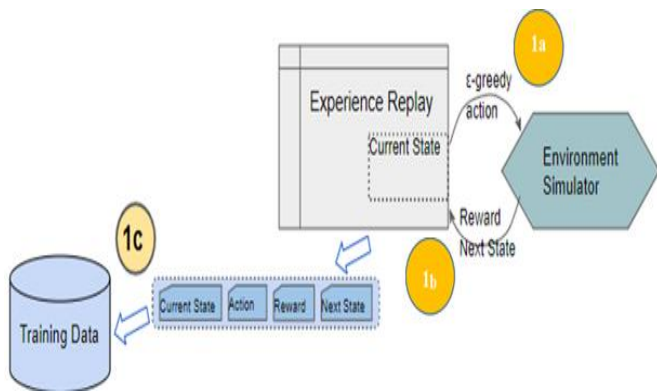 1a
ε-greedy
action
Experience Replay
Current State
Environment
Simulator
Reward
Next State
1b
1c
Current State
Action
Reward
Next State
Training Data